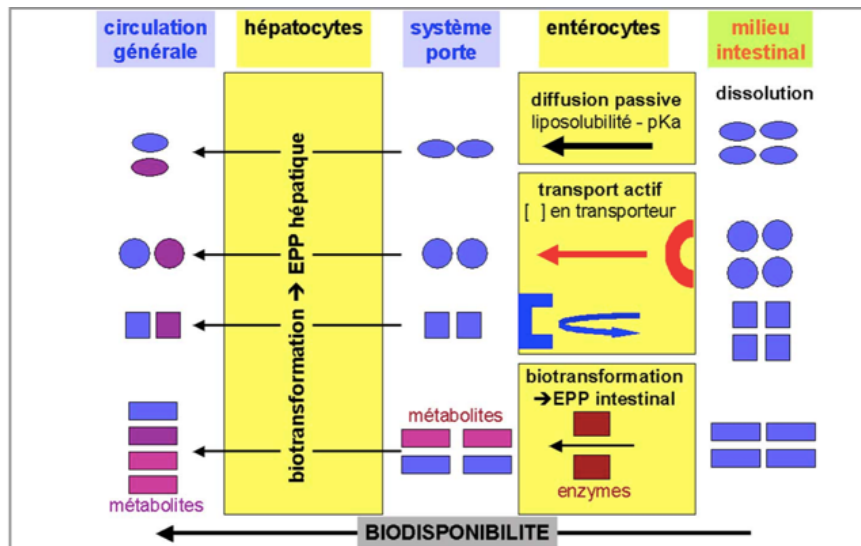 circulation
générale
hépatocytes
système
porte
entérocytes
milieu
intestinal
diffusion passive
liposolubilité - pKa
dissolution
transport actif
[ ] en transporteur
biotransformation ➔ EPP hépatique
biotransformation
➔EPP intestinal
métabolites
enzymes
métabolites
BIODISPONIBILITE